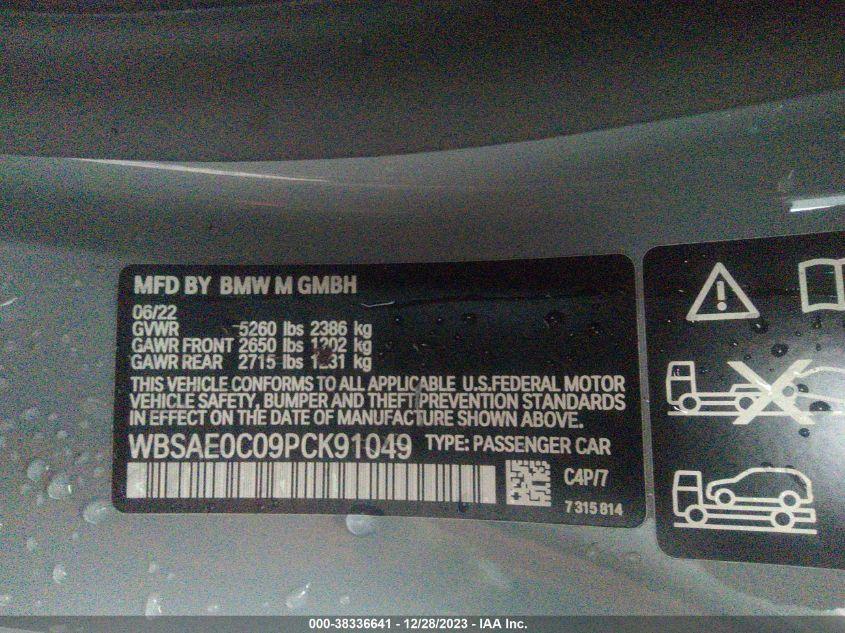 MFD BY BMW M GMBH
06/22
GVWR 5260 lbs 2386 kg
GAWR FRONT 2650 lbs 1202 kg
GAWR REAR 2715 lbs 1231 kg
THIS VEHICLE CONFORMS TO ALL APPLICABLE U.S.FEDERAL MOTOR
VEHICLE SAFETY, BUMPER AND THEFT PREVENTION STANDARDS
IN EFFECT ON THE DATE OF MANUFACTURE SHOWN ABOVE.
WBSAE0C09PCK91049 TYPE: PASSENGER CAR
C4P/7
7 315 814
000-38336641 - 12/28/2023 - IAA Inc.